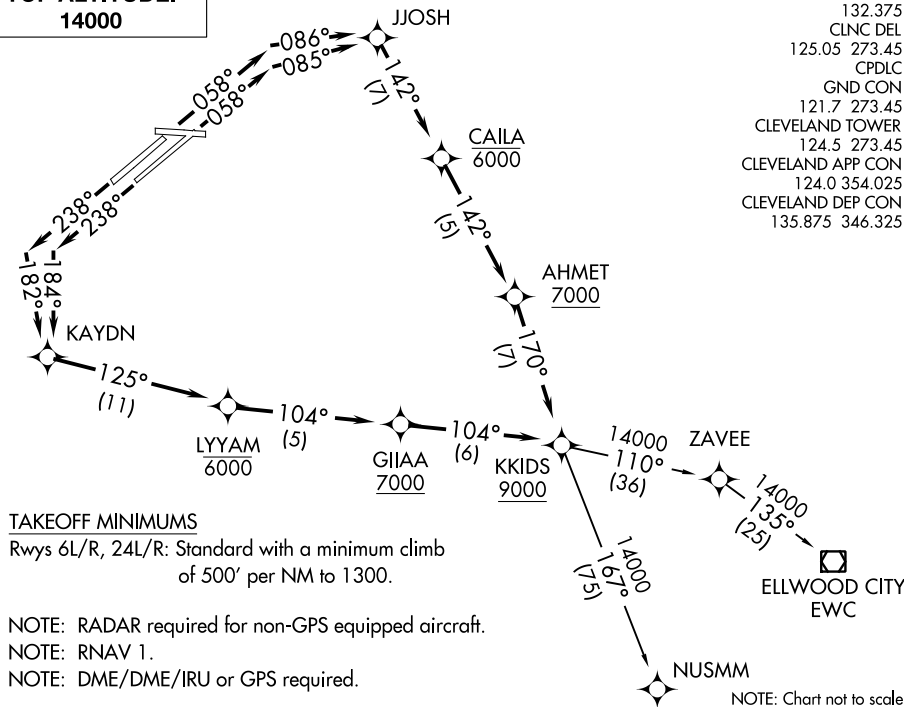 TOP ALTITUDE:
14000
132.375
CLNC DEL
125.05 273.45
CPDLC
GND CON
121.7 273.45
CLEVELAND TOWER
124.5 273.45
CLEVELAND APP CON
124.0 354.025
CLEVELAND DEP CON
135.875 346.325
JJOSH
086°
085°
058°
058°
142°
(7)
CAILA
6000
142°
(5)
AHMET
7000
170°
(7)
238°
238°
182°
184°
KAYDN
125°
(11)
LYYAM
6000
104°
(5)
GIIAA
7000
104°
(6)
KKIDS
9000
14000
110°
(36)
ZAVEE
14000
135°
(25)
ELLWOOD CITY
EWC
14000
167°
(75)
NUSMM
TAKEOFF MINIMUMS
Rwys 6L/R, 24L/R: Standard with a minimum climb
of 500' per NM to 1300.
NOTE: RADAR required for non-GPS equipped aircraft.
NOTE: RNAV 1.
NOTE: DME/DME/IRU or GPS required.
NOTE: Chart not to scale